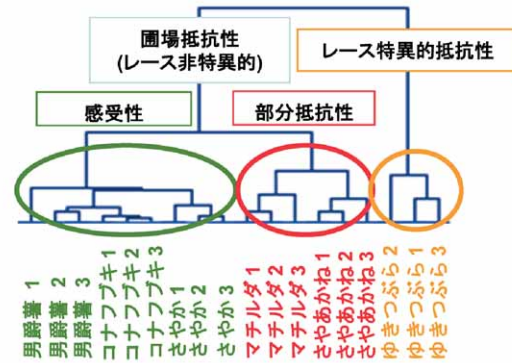 圃場抵抗性
(レース非特異的)
レース特異的抵抗性
感受性
部分抵抗性
男爵薯 1
男爵薯 2
男爵薯 3
コナフブキ 1
コナフブキ 2
コナフブキ 3
さやか 1
さやか 2
さやか 3
マチルダ 1
マチルダ 2
マチルダ 3
さやあかね 1
さやあかね 2
さやあかね 3
ゆきつぶら 2
ゆきつぶら 1
ゆきつぶら 3